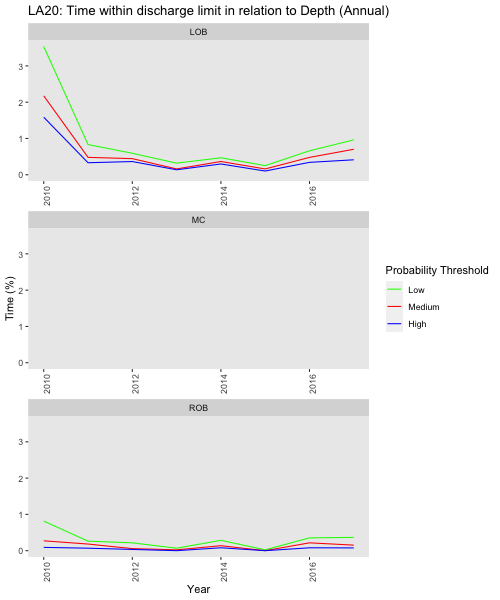 LA20: Time within discharge limit in relation to Depth (Annual)
LOB
3
2
1
0
2010
2012
2014
2016
MC
3
2
1
0
2010
2012
2014
2016
Time (%)
ROB
3
2
1
0
2010
2012
2014
2016
Year
Probability Threshold
Low
Medium
High